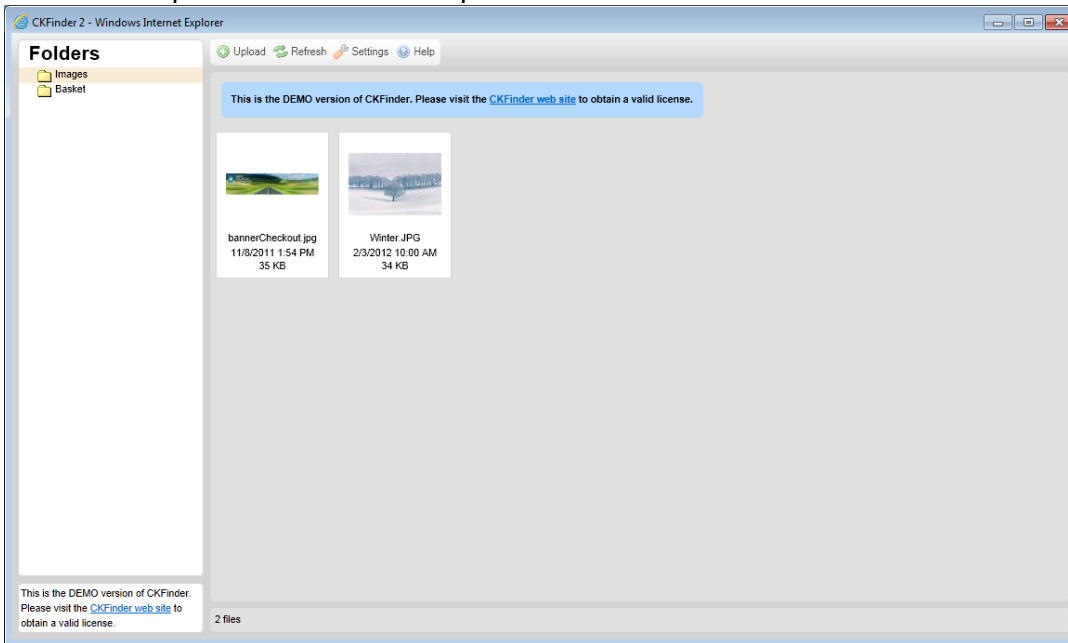 CKFinder 2 - Windows Internet Explorer
Folders
Images
Basket
Upload Refresh Settings Help
This is the DEMO version of CKFinder. Please visit the CKFinder web site to obtain a valid license.
bannerCheckout.jpg
11/8/2011 1:54 PM
35 KB
Winter.JPG
2/3/2012 10:00 AM
34 KB
This is the DEMO version of CKFinder.
Please visit the CKFinder web site to
obtain a valid license.
2 files